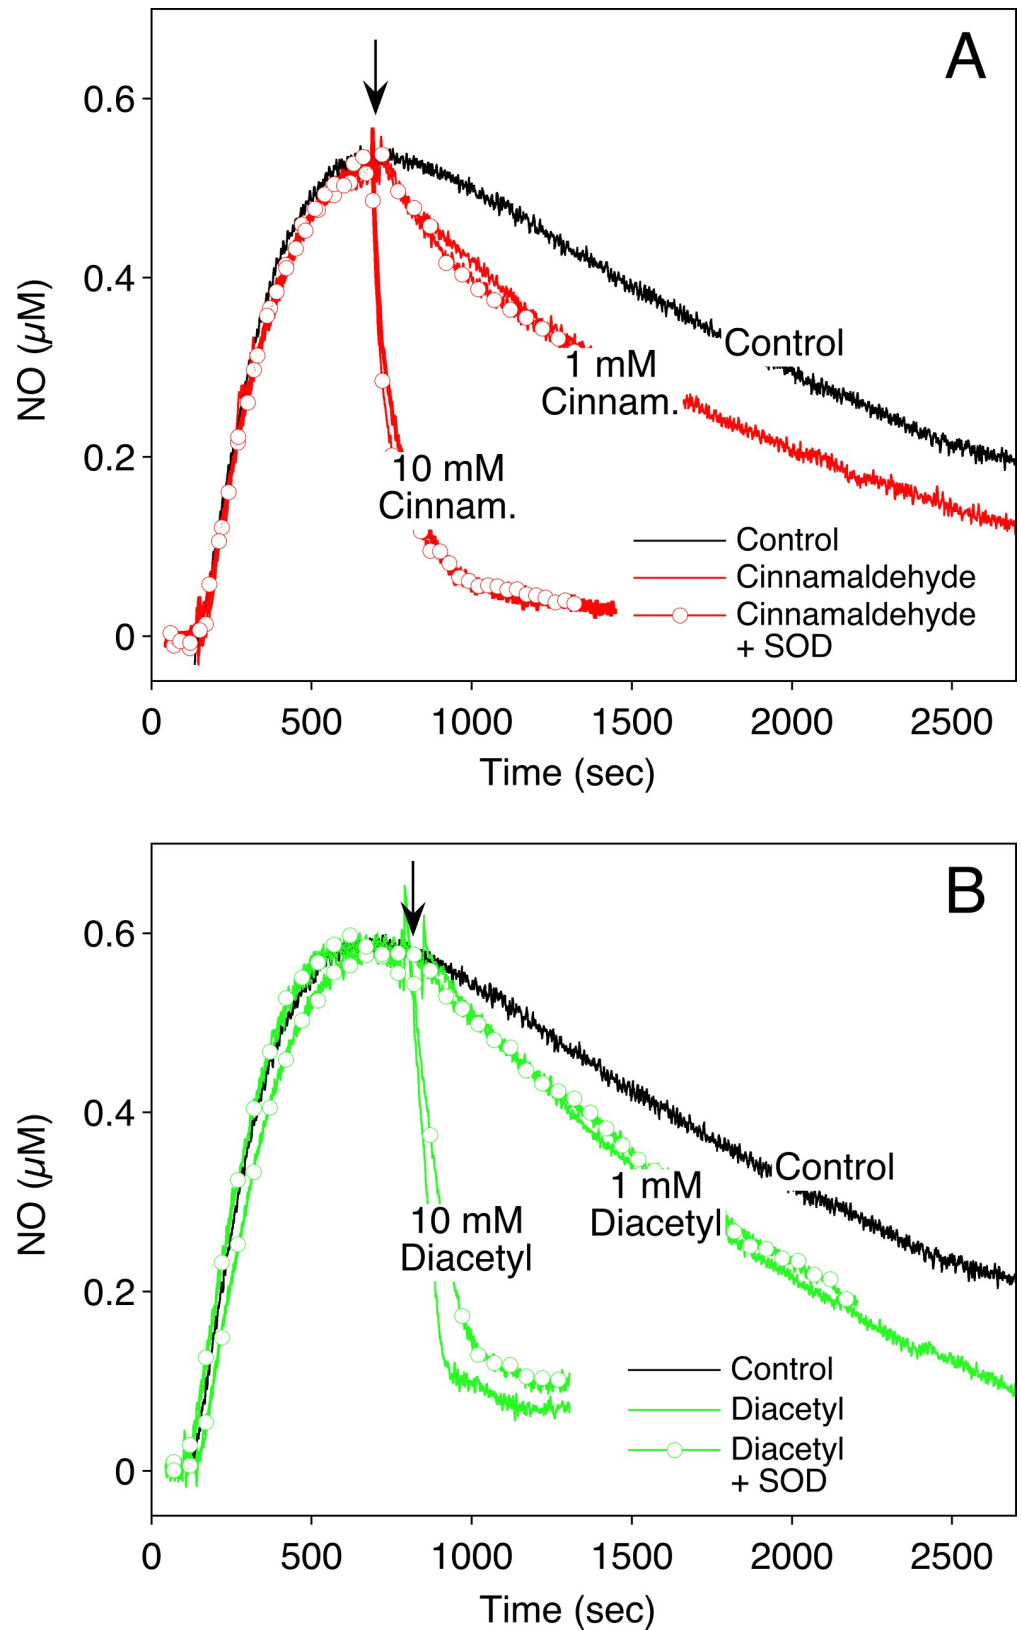 A
0.6
0.4
0.2
0
NO (µM)
Control
1 mM
Cinnam.
10 mM
Cinnam.
Control
Cinnamaldehyde
Cinnamaldehyde
+ SOD
0 500 1000 1500 2000 2500
Time (sec)
B
0.6
0.4
0.2
0
NO (µM)
Control
1 mM
Diacetyl
10 mM
Diacetyl
Control
Diacetyl
Diacetyl
+ SOD
0 500 1000 1500 2000 2500
Time (sec)